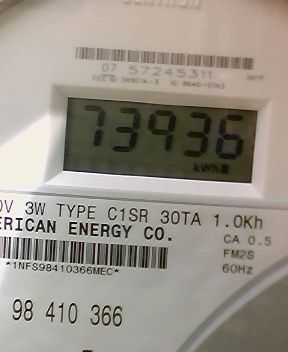 07 57245311
73936
kWh
0V 3W TYPE C1SR 30TA 1.0Kh
ERICAN ENERGY CO.
CA 0.5
*1NFS98410366MEC*
FM2S
60Hz
98 410 366